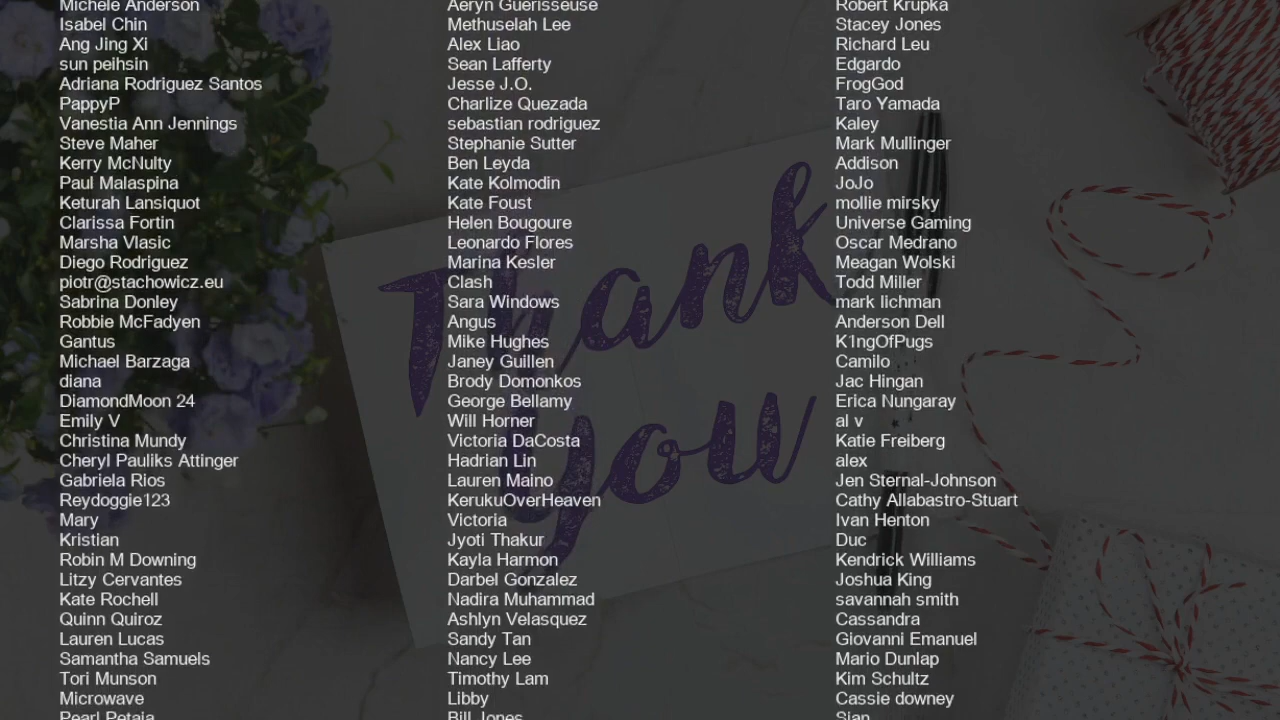 Michele Anderson
Isabel Chin
Ang Jing Xi
sun peihsin
Adriana Rodriguez Santos
PappyP
Vanestia Ann Jennings
Steve Maher
Kerry McNulty
Paul Malaspina
Keturah Lansiquot
Clarissa Fortin
Marsha Vlasic
Diego Rodriguez
piotr@stachowicz.eu
Sabrina Donley
Robbie McFadyen
Gantus
Michael Barzaga
diana
DiamondMoon 24
Emily V
Christina Mundy
Cheryl Pauliks Attinger
Gabriela Rios
Reydoggie123
Mary
Kristian
Robin M Downing
Litzy Cervantes
Kate Rochell
Quinn Quiroz
Lauren Lucas
Samantha Samuels
Tori Munson
Microwave
Pearl Petaja
Aeryn Guerisseuse
Methuselah Lee
Alex Liao
Sean Lafferty
Jesse J.O.
Charlize Quezada
sebastian rodriguez
Stephanie Sutter
Ben Leyda
Kate Kolmodin
Kate Foust
Helen Bougoure
Leonardo Flores
Marina Kesler
Clash
Sara Windows
Angus
Mike Hughes
Janey Guillen
Brody Domonkos
George Bellamy
Will Horner
Victoria DaCosta
Hadrian Lin
Lauren Maino
KerukuOverHeaven
Victoria
Jyoti Thakur
Kayla Harmon
Darbel Gonzalez
Nadira Muhammad
Ashlyn Velasquez
Sandy Tan
Nancy Lee
Timothy Lam
Libby
Bill Jones
Robert Krupka
Stacey Jones
Richard Leu
Edgardo
FrogGod
Taro Yamada
Kaley
Mark Mullinger
Addison
JoJo
mollie mirsky
Universe Gaming
Oscar Medrano
Meagan Wolski
Todd Miller
mark lichman
Anderson Dell
K1ngOfPugs
Camilo
Jac Hingan
Erica Nungaray
al v
Katie Freiberg
alex
Jen Sternal-Johnson
Cathy Allabastro-Stuart
Ivan Henton
Duc
Kendrick Williams
Joshua King
savannah smith
Cassandra
Giovanni Emanuel
Mario Dunlap
Kim Schultz
Cassie downey
Sian
Thank
you